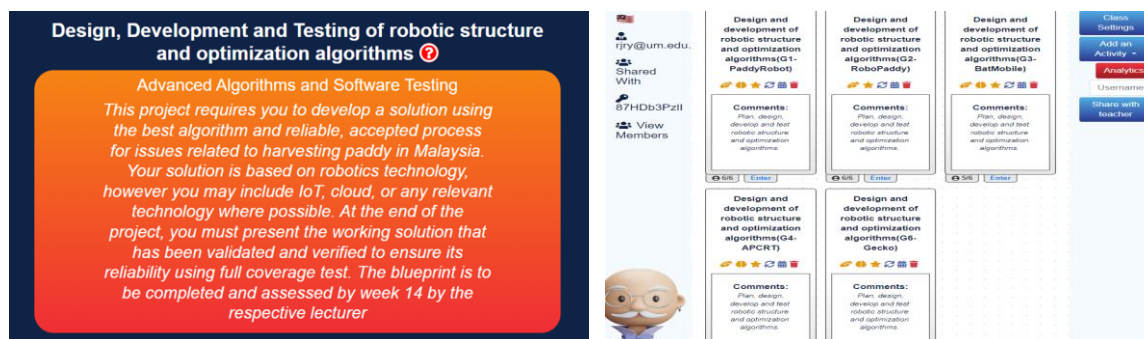 Design, Development and Testing of robotic structure
and optimization algorithms ?
Advanced Algorithms and Software Testing
This project requires you to develop a solution using
the best algorithm and reliable, accepted process
for issues related to harvesting paddy in Malaysia.
Your solution is based on robotics technology,
however you may include IoT, cloud, or any relevant
technology where possible. At the end of the
project, you must present the working solution that
has been validated and verified to ensure its
reliability using full coverage test. The blueprint is to
be completed and assessed by week 14 by the
respective lecturer
rjry@um.edu.
Shared
With
87HDb3PzII
View
Members
Design and
development of
robotic structure
and optimization
algorithms(G1-
PaddyRobot)
Comments:
Plan, design,
develop and test
robotic structure
and optimization
algorithms.
6/6 Enter
Design and
development of
robotic structure
and optimization
algorithms(G2-
RoboPaddy)
Comments:
Plan, design,
develop and test
robotic structure
and optimization
algorithms.
6/6 Enter
Design and
development of
robotic structure
and optimization
algorithms(G3-
BatMobile)
Comments:
Plan, design,
develop and test
robotic structure
and optimization
algorithms.
5/6 Enter
Design and
development of
robotic structure
and optimization
algorithms(G4-
APCRT)
Comments:
Plan, design,
develop and test
robotic structure
and optimization
algorithms.
Design and
development of
robotic structure
and optimization
algorithms(G6-
Gecko)
Comments:
Plan, design,
develop and test
robotic structure
and optimization
algorithms.
Class
Settings
Add an
Activity
Analytics
Username
Share with
teacher